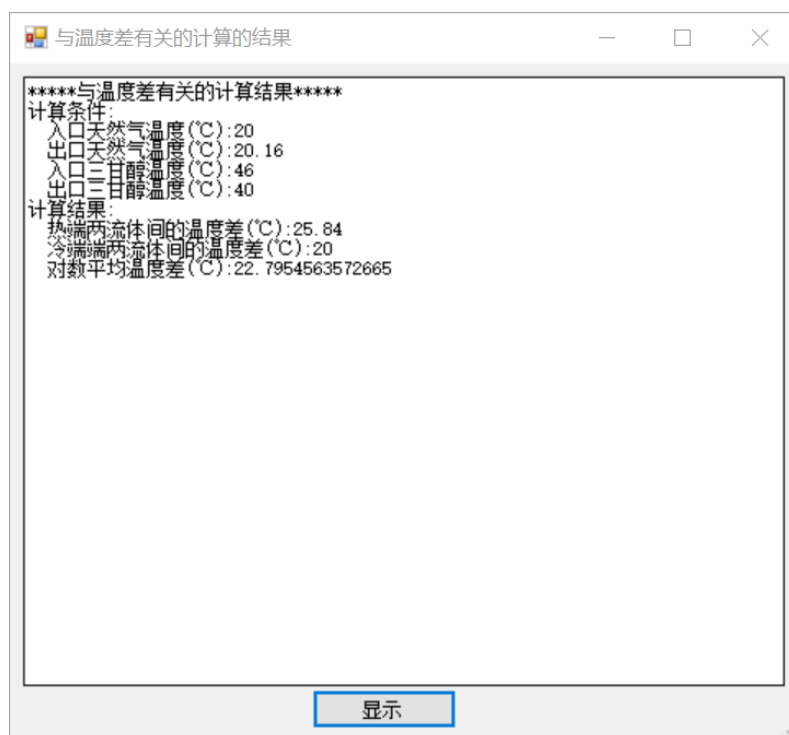 与温度差有关的计算的结果
*****与温度差有关的计算结果*****
计算条件:
入口天然气温度(℃):20
出口天然气温度(℃):20.16
入口三甘醇温度(℃):46
出口三甘醇温度(℃):40
计算结果:
热端两流体间的温度差(℃):25.84
冷端端两流体间的温度差(℃):20
对数平均温度差(℃):22.7954563572665
显示